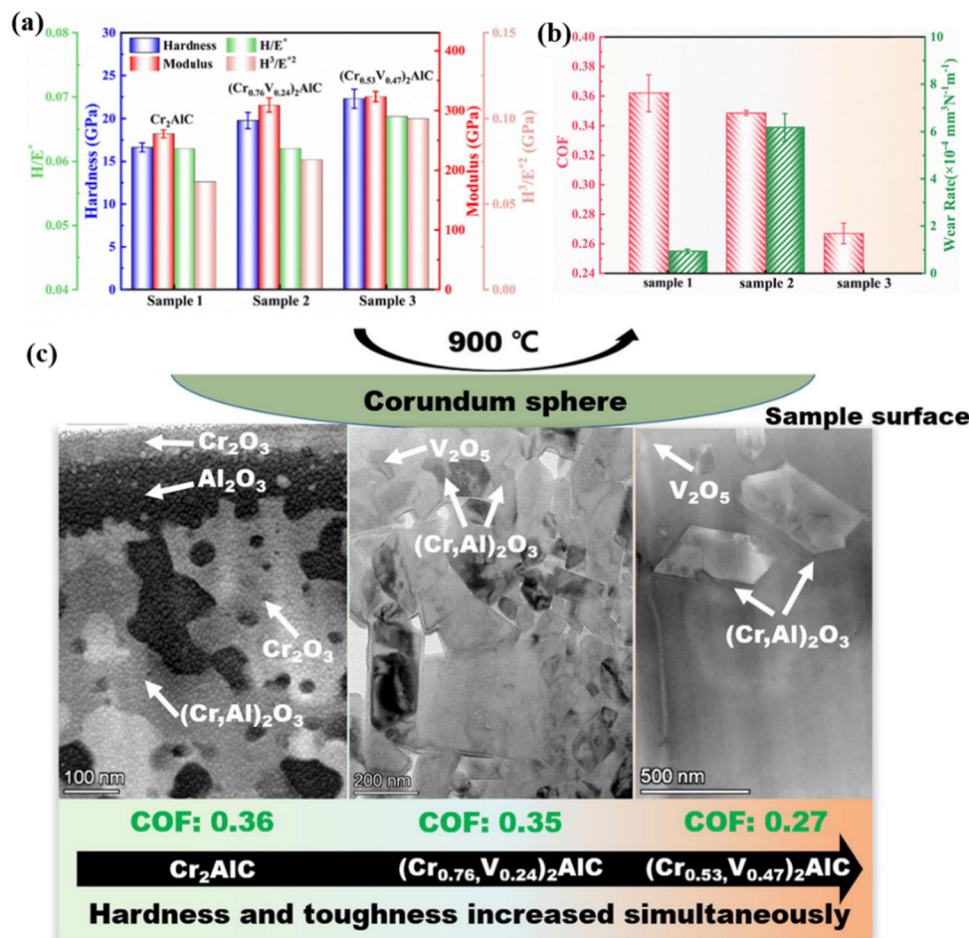 (a)
0.08
0.07
0.06
0.05
0.04
H/E*
30
25
20
15
10
5
0
Hardness (GPa)
Hardness
H/E*
Modulus
H³/E*²
Cr₂AlC
(Cr₀.₇₆V₀.₂₄)₂AlC
(Cr₀.₅₃V₀.₄₇)₂AlC
Sample 1
Sample 2
Sample 3
400
300
200
100
0
Modulus (GPa)
0.15
0.10
0.05
0.00
H³/E*² (GPa)
(b)
0.40
0.38
0.36
0.34
0.32
0.30
0.28
0.26
0.24
COF
sample 1
sample 2
sample 3
10
8
6
4
2
0
Wear Rate(×10⁻⁴ mm³N⁻¹m⁻¹)
(c)
900 ℃
Corundum sphere
Sample surface
Cr₂O₃
Al₂O₃
Cr₂O₃
(Cr,Al)₂O₃
100 nm
V₂O₅
(Cr,Al)₂O₃
200 nm
V₂O₅
(Cr,Al)₂O₃
500 nm
COF: 0.36
COF: 0.35
COF: 0.27
Cr₂AlC
(Cr₀.₇₆,V₀.₂₄)₂AlC
(Cr₀.₅₃,V₀.₄₇)₂AlC
Hardness and toughness increased simultaneously